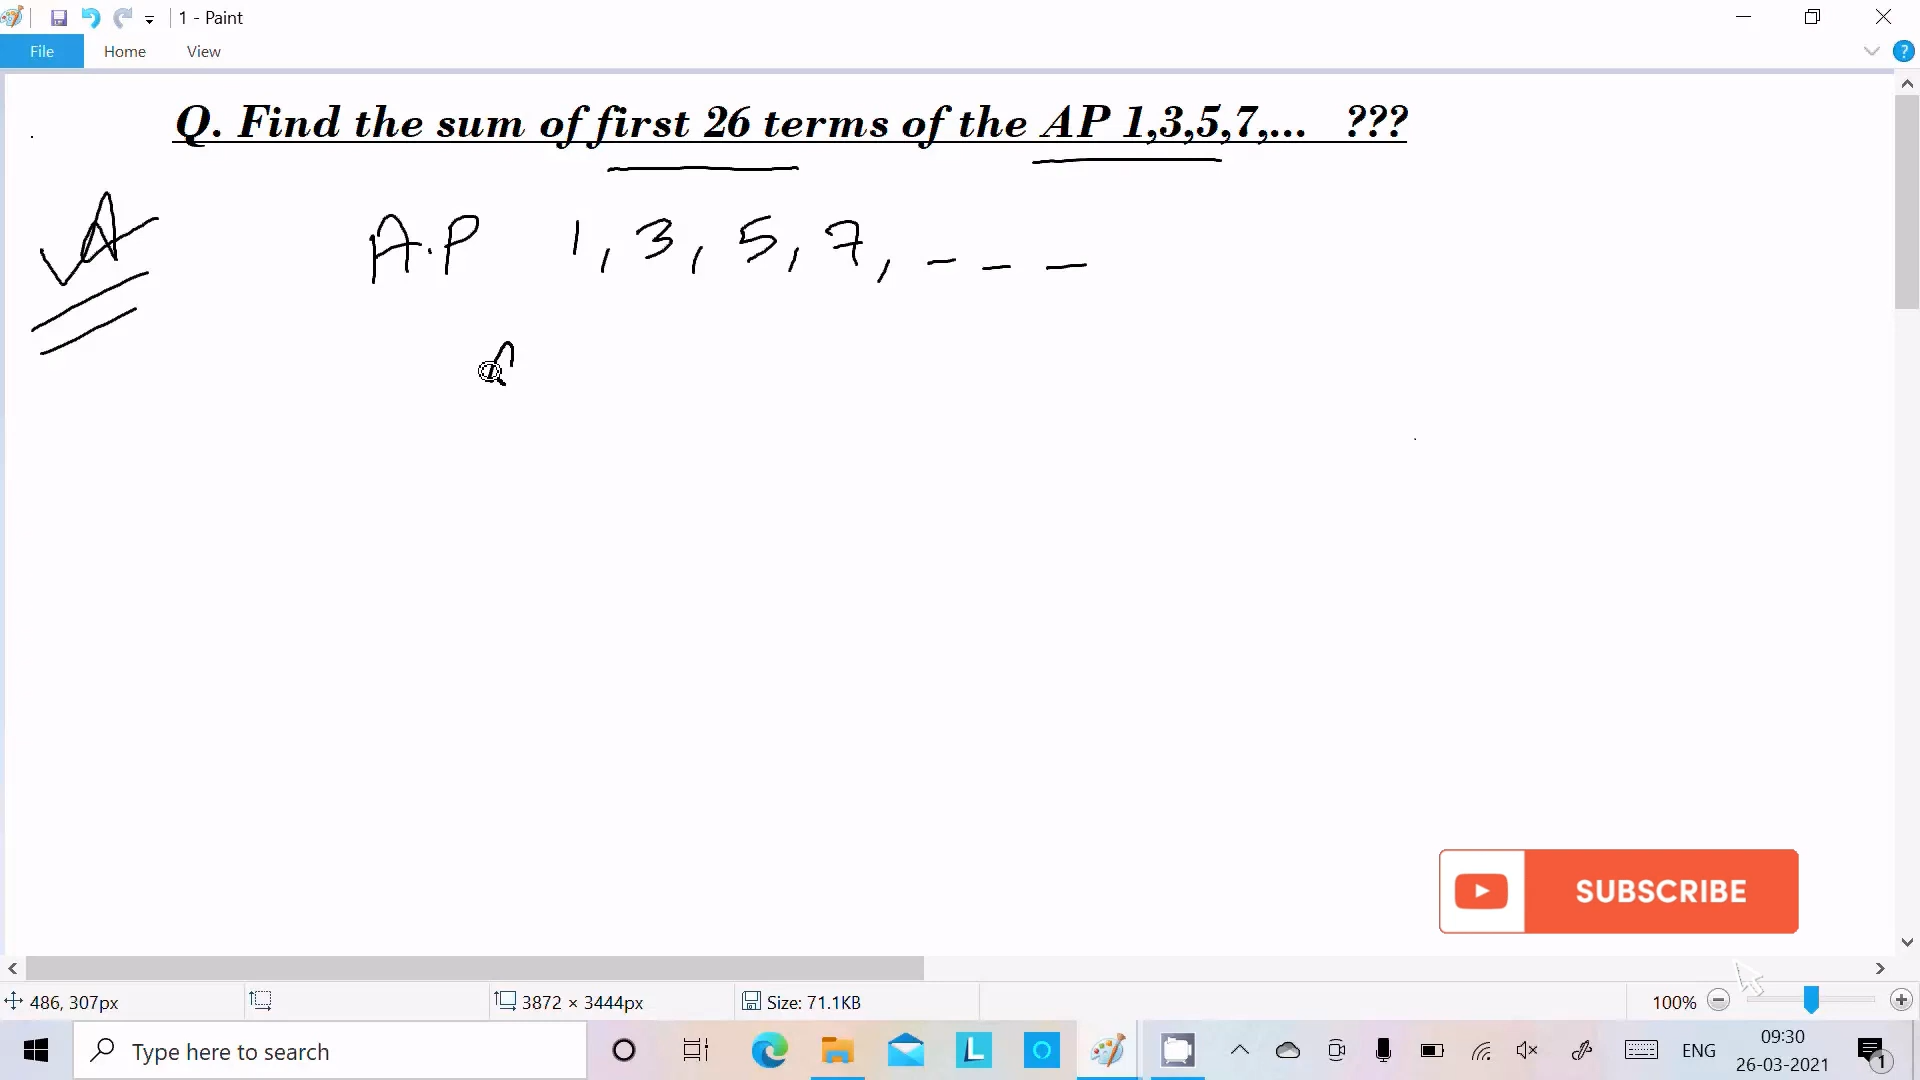 1 - Paint
File Home View
Q. Find the sum of first 26 terms of the AP 1,3,5,7,... ???
A
A.P 1, 3, 5, 7, _ _ _
SUBSCRIBE
486, 307px 3872 × 3444px Size: 71.1KB 100%
Type here to search
L
ENG
09:30
26-03-2021
1